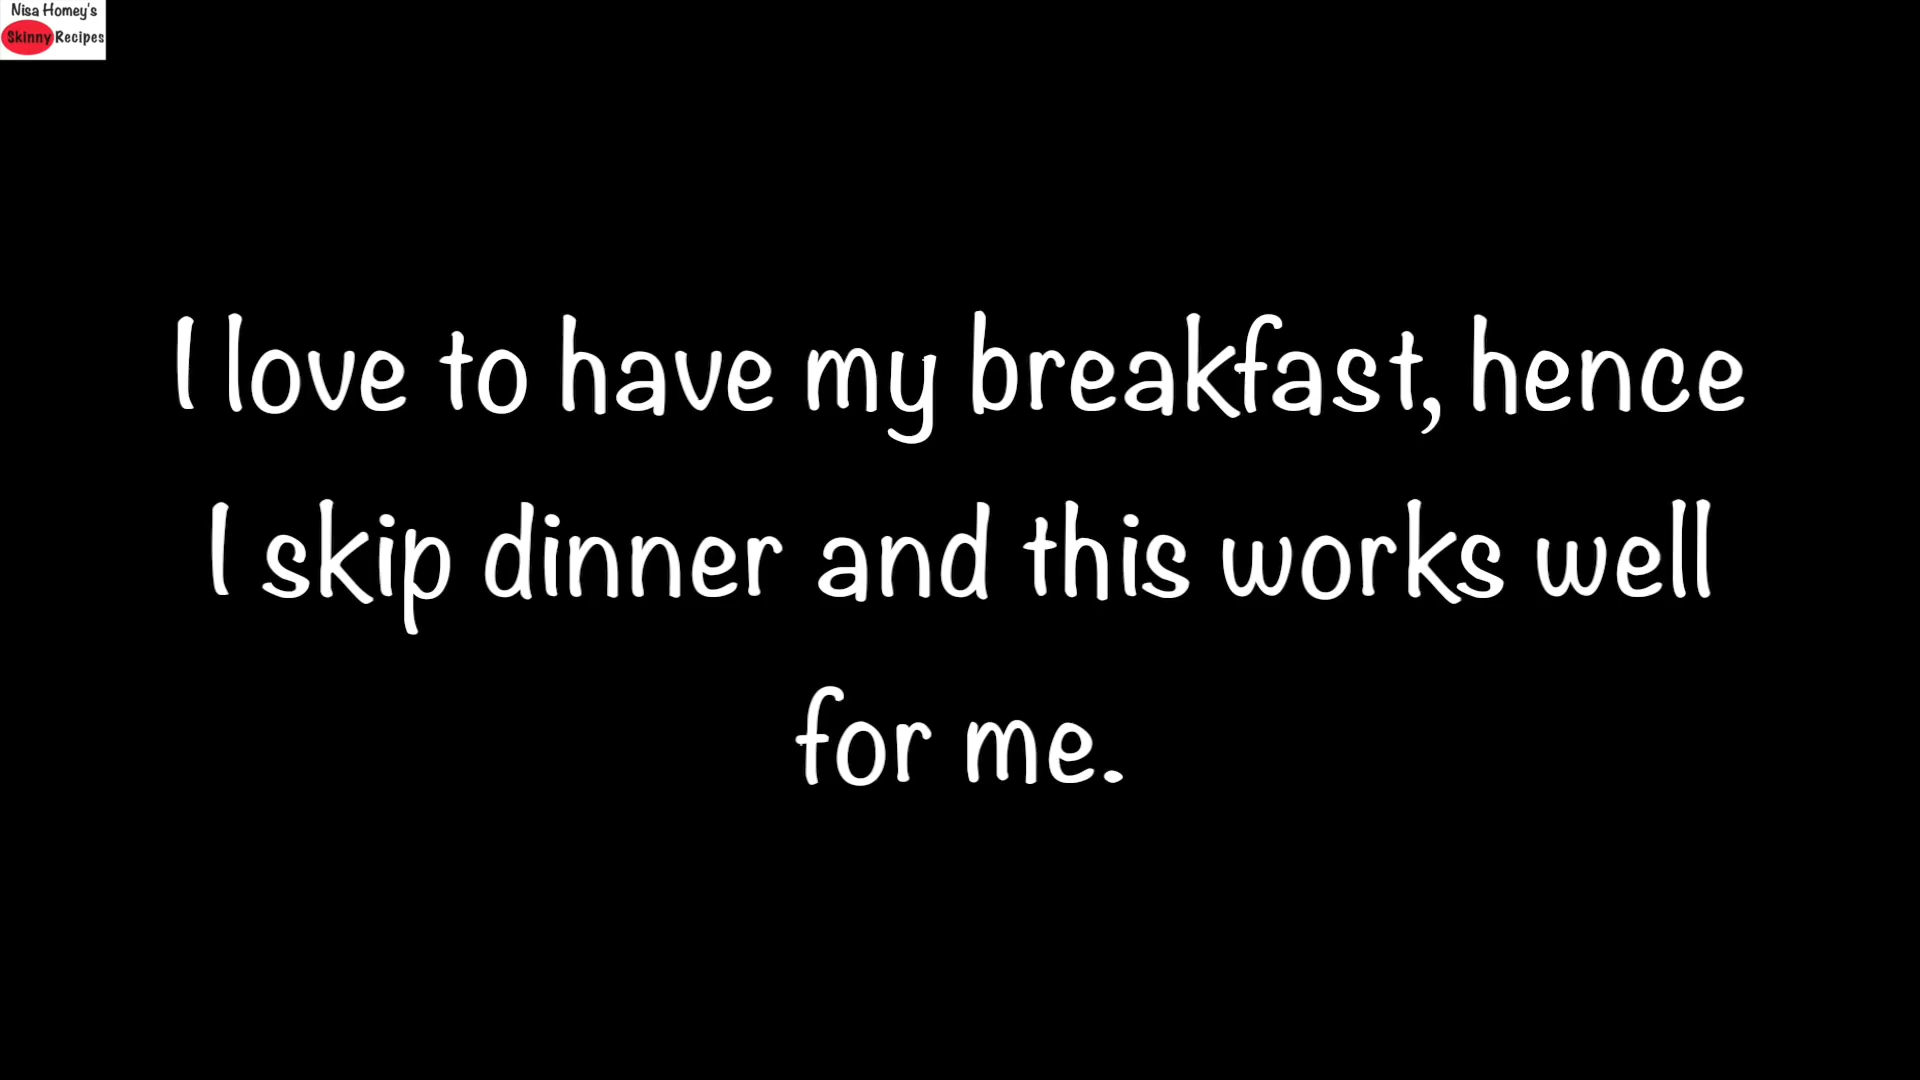 Nisa Homey's
Skinny Recipes
I love to have my breakfast, hence
I skip dinner and this works well
for me.